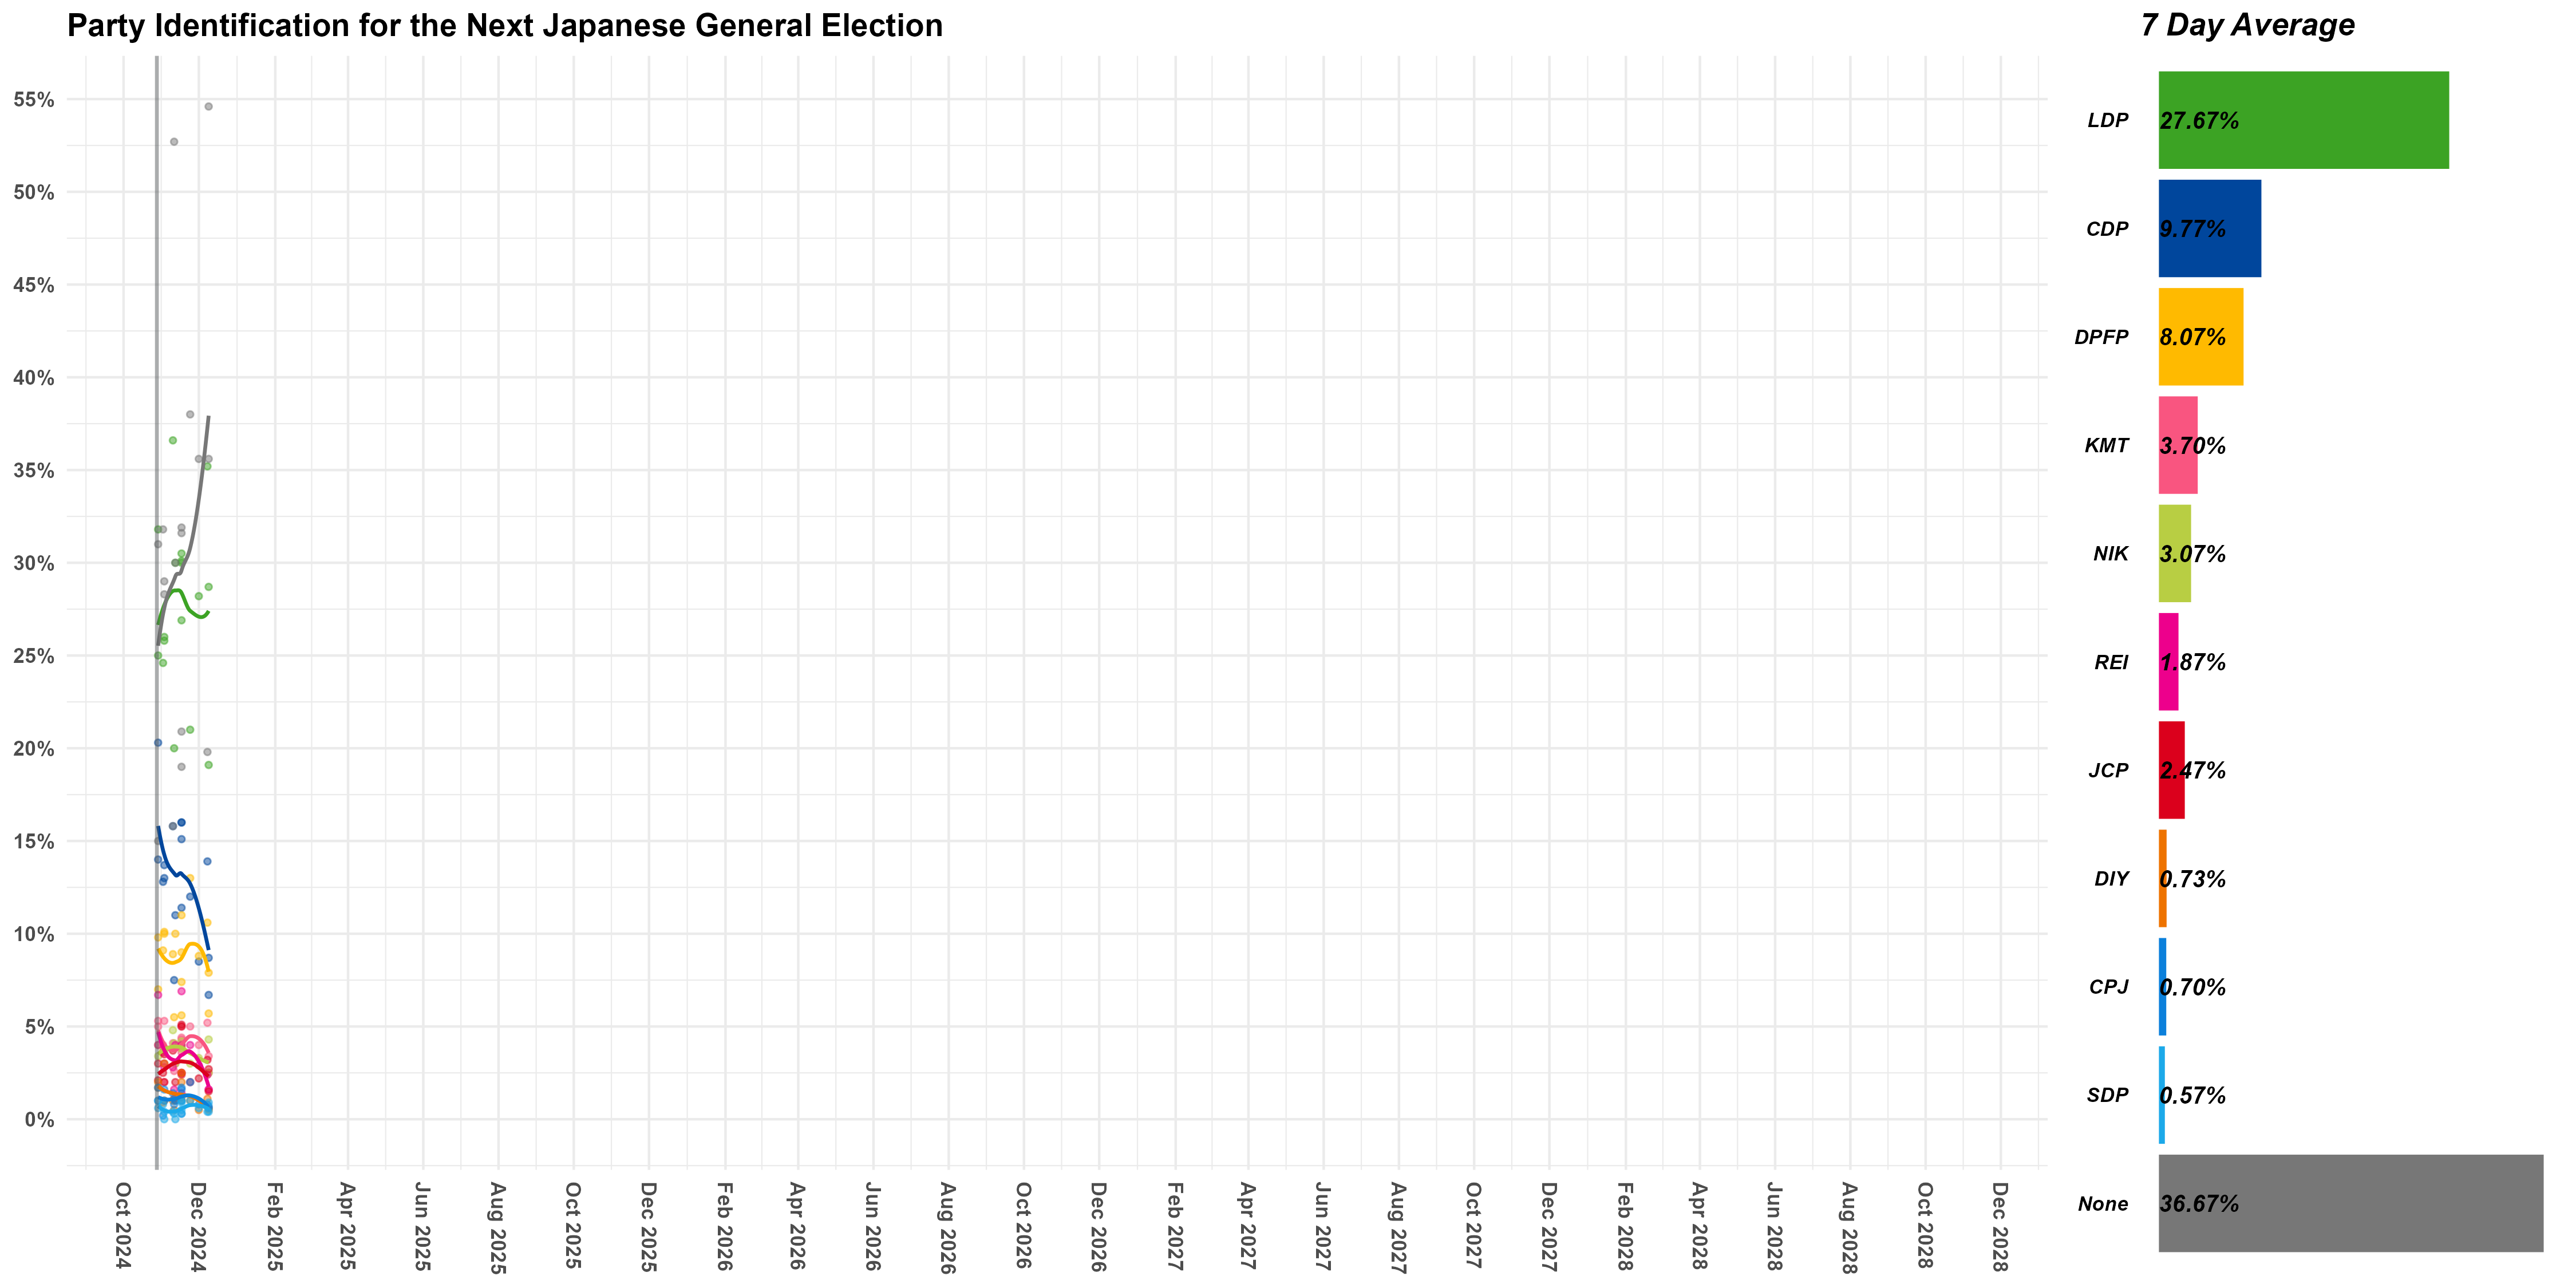 Party Identification for the Next Japanese General Election
7 Day Average
55%
50%
45%
40%
35%
30%
25%
20%
15%
10%
5%
0%
Oct 2024
Dec 2024
Feb 2025
Apr 2025
Jun 2025
Aug 2025
Oct 2025
Dec 2025
Feb 2026
Apr 2026
Jun 2026
Aug 2026
Oct 2026
Dec 2026
Feb 2027
Apr 2027
Jun 2027
Aug 2027
Oct 2027
Dec 2027
Feb 2028
Apr 2028
Jun 2028
Aug 2028
Oct 2028
Dec 2028
LDP 27.67%
CDP 9.77%
DPFP 8.07%
KMT 3.70%
NIK 3.07%
REI 1.87%
JCP 2.47%
DIY 0.73%
CPJ 0.70%
SDP 0.57%
None 36.67%